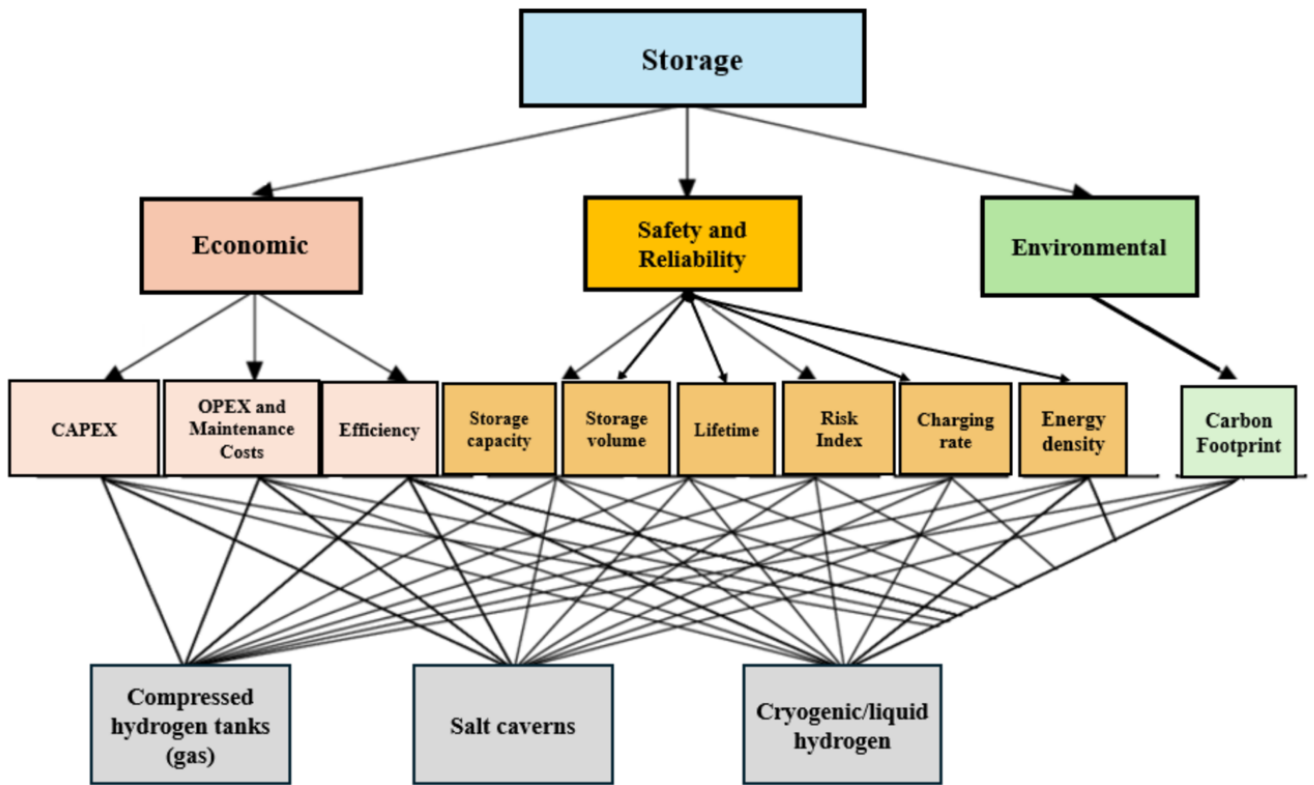 Storage
Economic
Safety and
Reliability
Environmental
CAPEX
OPEX and
Maintenance
Costs
Efficiency
Storage
capacity
Storage
volume
Lifetime
Risk
Index
Charging
rate
Energy
density
Carbon
Footprint
Compressed
hydrogen tanks
(gas)
Salt caverns
Cryogenic/liquid
hydrogen